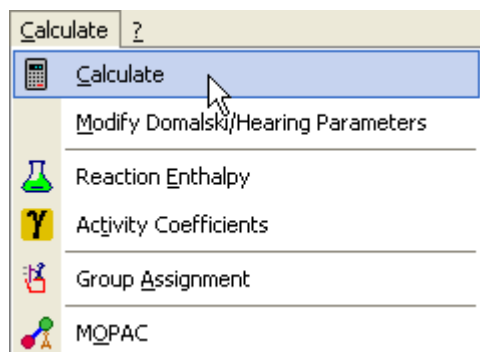 Calculate ?
Calculate
Modify Domalski/Hearing Parameters
Reaction Enthalpy
γ Activity Coefficients
Group Assignment
MOPAC